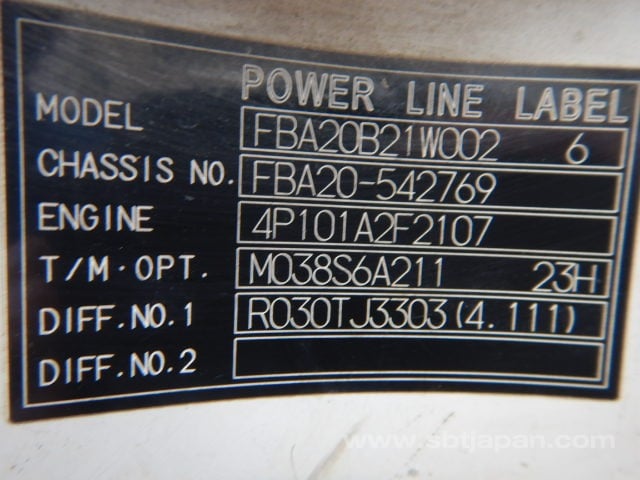 POWER LINE LABEL
MODEL FBA20B21W002 6
CHASSIS NO. FBA20-542769
ENGINE 4P101A2F2107
T/M·OPT. M038S6A211 23H
DIFF.NO.1 R030TJ3303(4.111)
DIFF.NO.2
www.sbtjapan.com